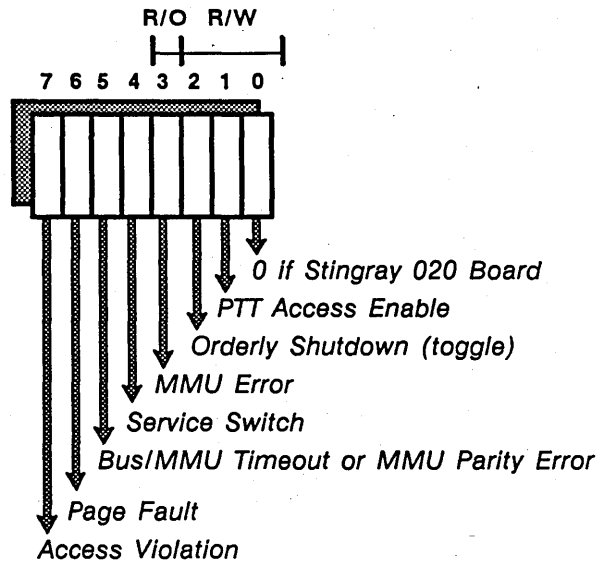 R/O R/W
7 6 5 4 3 2 1 0
0 if Stingray 020 Board
PTT Access Enable
Orderly Shutdown (toggle)
MMU Error
Service Switch
Bus/MMU Timeout or MMU Parity Error
Page Fault
Access Violation